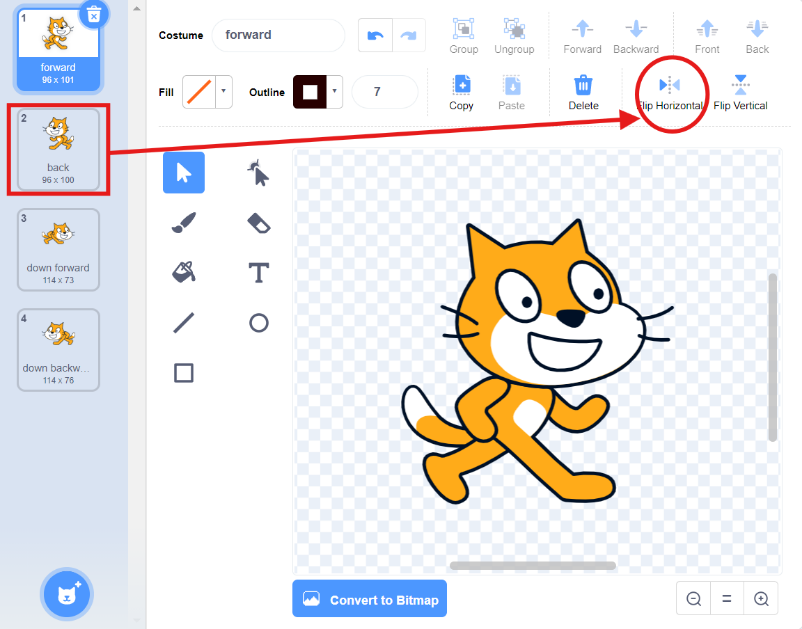 1
forward
96 x 101
2
back
96 x 100
3
down forward
114 x 73
4
down backw...
114 x 76
Costume forward
Group Ungroup Forward Backward Front Back
Fill Outline 7
Copy Paste Delete Flip Horizontal Flip Vertical
T
Convert to Bitmap